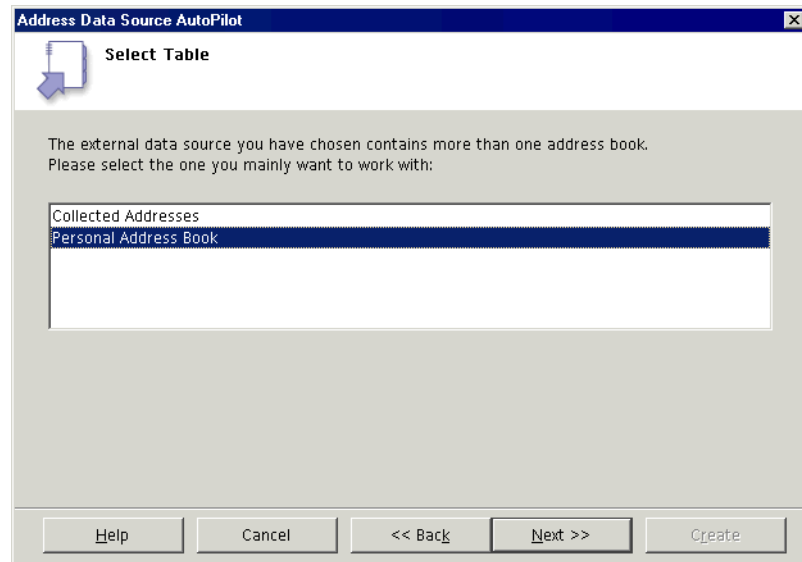 Address Data Source AutoPilot
Select Table
The external data source you have chosen contains more than one address book.
Please select the one you mainly want to work with:
Collected Addresses
Personal Address Book
Help Cancel << Back Next >> Create